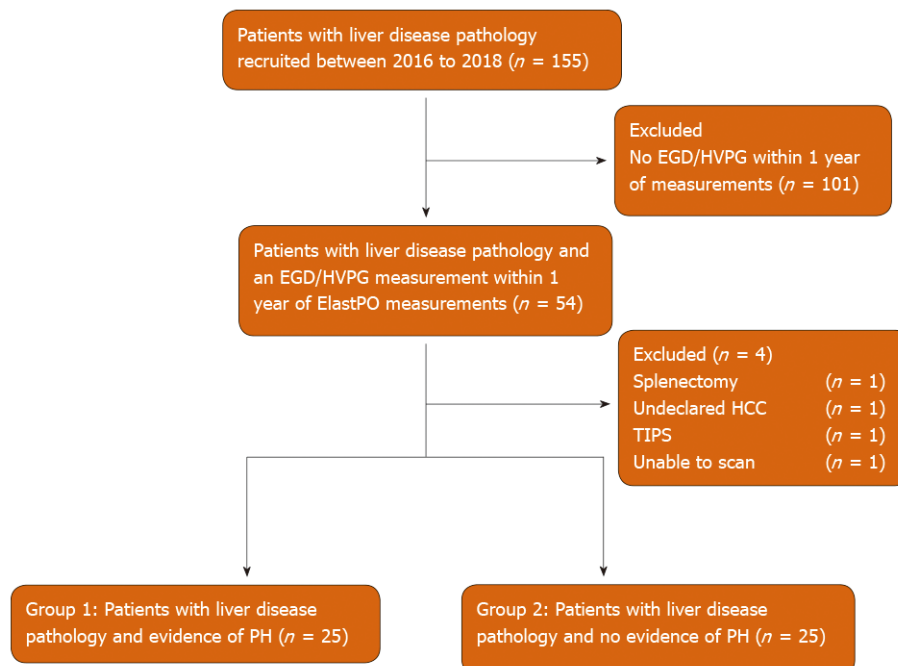 Patients with liver disease pathology
recruited between 2016 to 2018 (n = 155)
Excluded
No EGD/HVPG within 1 year
of measurements (n = 101)
Patients with liver disease pathology and
an EGD/HVPG measurement within 1
year of ElastPO measurements (n = 54)
Excluded (n = 4)
Splenectomy (n = 1)
Undeclared HCC (n = 1)
TIPS (n = 1)
Unable to scan (n = 1)
Group 1: Patients with liver disease
pathology and evidence of PH (n = 25)
Group 2: Patients with liver disease
pathology and no evidence of PH (n = 25)